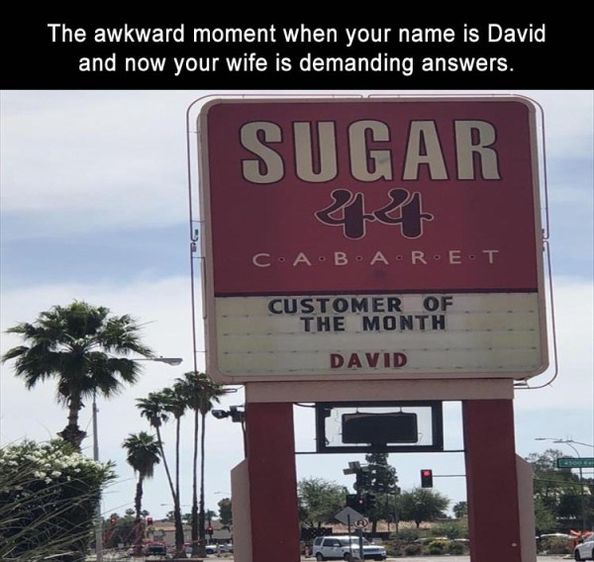 The awkward moment when your name is David
and now your wife is demanding answers.
SUGAR
44
C·A·B·A·R·E·T
CUSTOMER OF
THE MONTH
DAVID